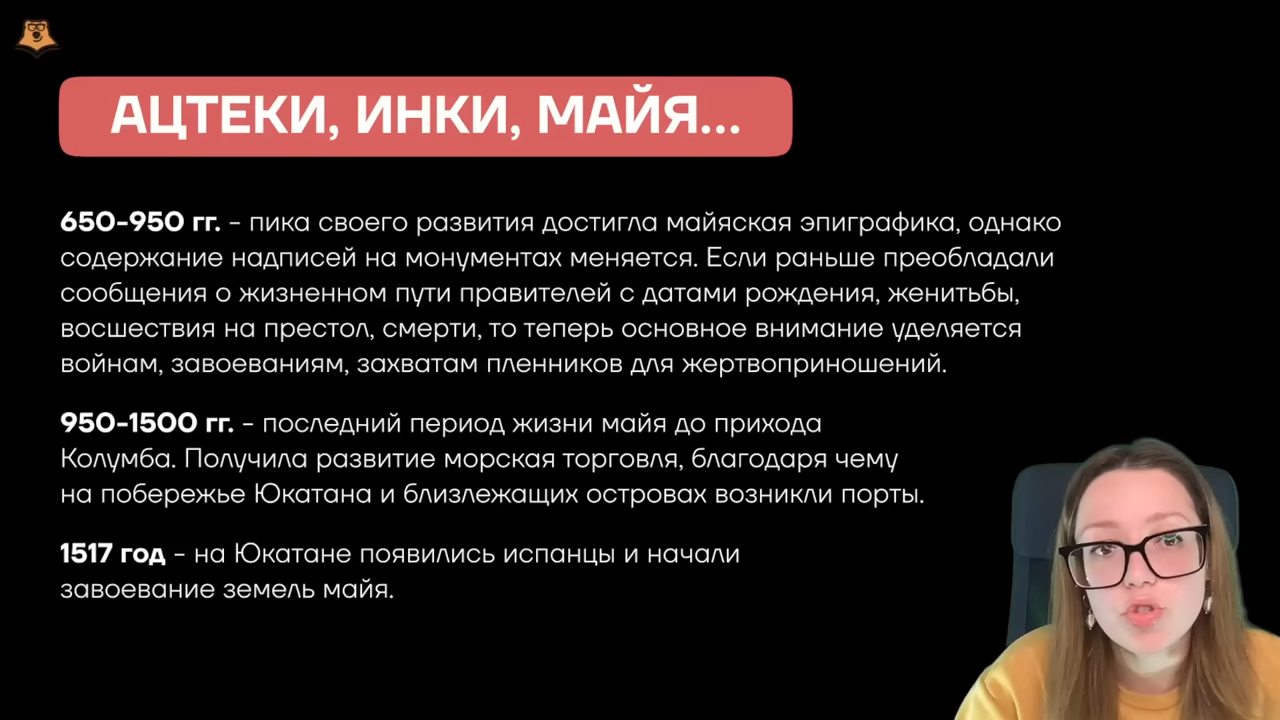 АЦТЕКИ, ИНКИ, МАЙЯ...
650-950 гг. - пика своего развития достигла майяская эпиграфика, однако
содержание надписей на монументах меняется. Если раньше преобладали
сообщения о жизненном пути правителей с датами рождения, женитьбы,
восшествия на престол, смерти, то теперь основное внимание уделяется
войнам, завоеваниям, захватам пленников для жертвоприношений.
950-1500 гг. - последний период жизни майя до прихода
Колумба. Получила развитие морская торговля, благодаря чему
на побережье Юкатана и близлежащих островах возникли порты.
1517 год - на Юкатане появились испанцы и начали
завоевание земель майя.